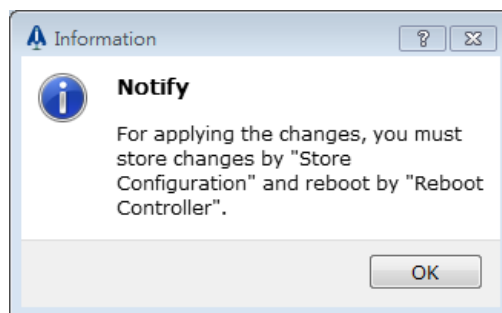 Information
Notify
For applying the changes, you must
store changes by "Store
Configuration" and reboot by "Reboot
Controller".
OK